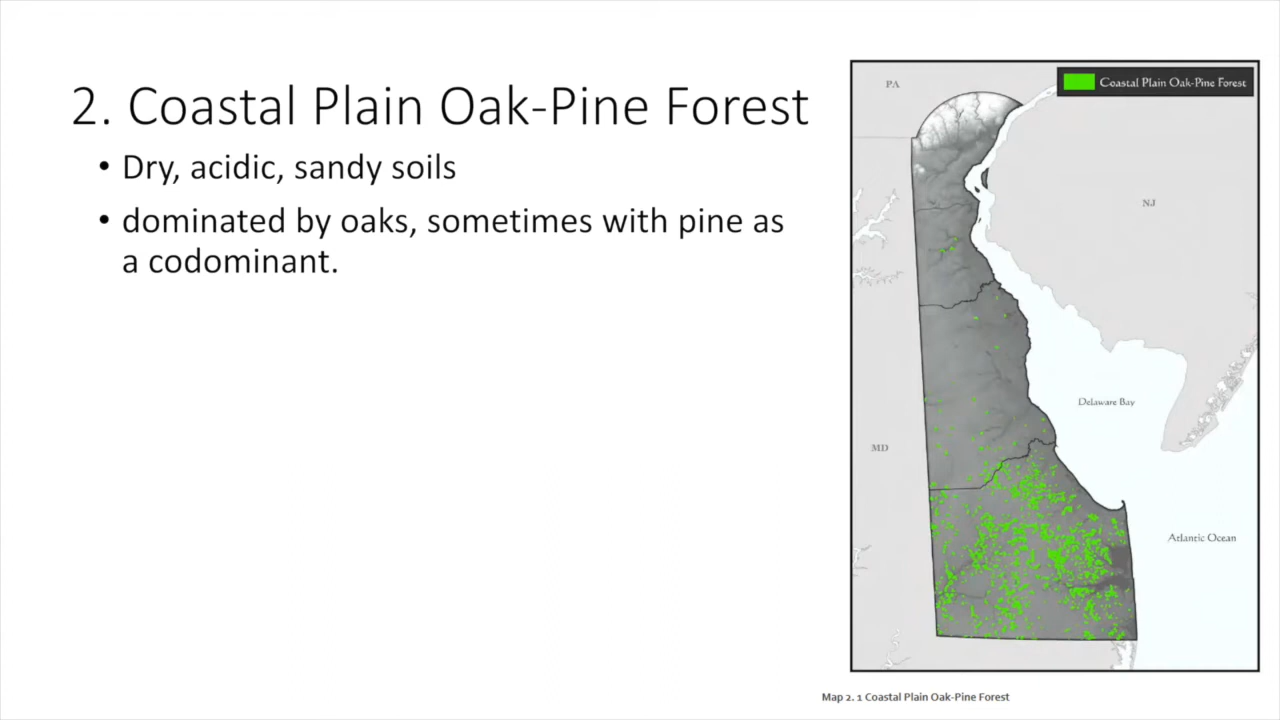 2. Coastal Plain Oak-Pine Forest
• Dry, acidic, sandy soils
• dominated by oaks, sometimes with pine as
a codominant.
PA
Coastal Plain Oak-Pine Forest
NJ
Delaware Bay
MD
Atlantic Ocean
Map 2. 1 Coastal Plain Oak-Pine Forest